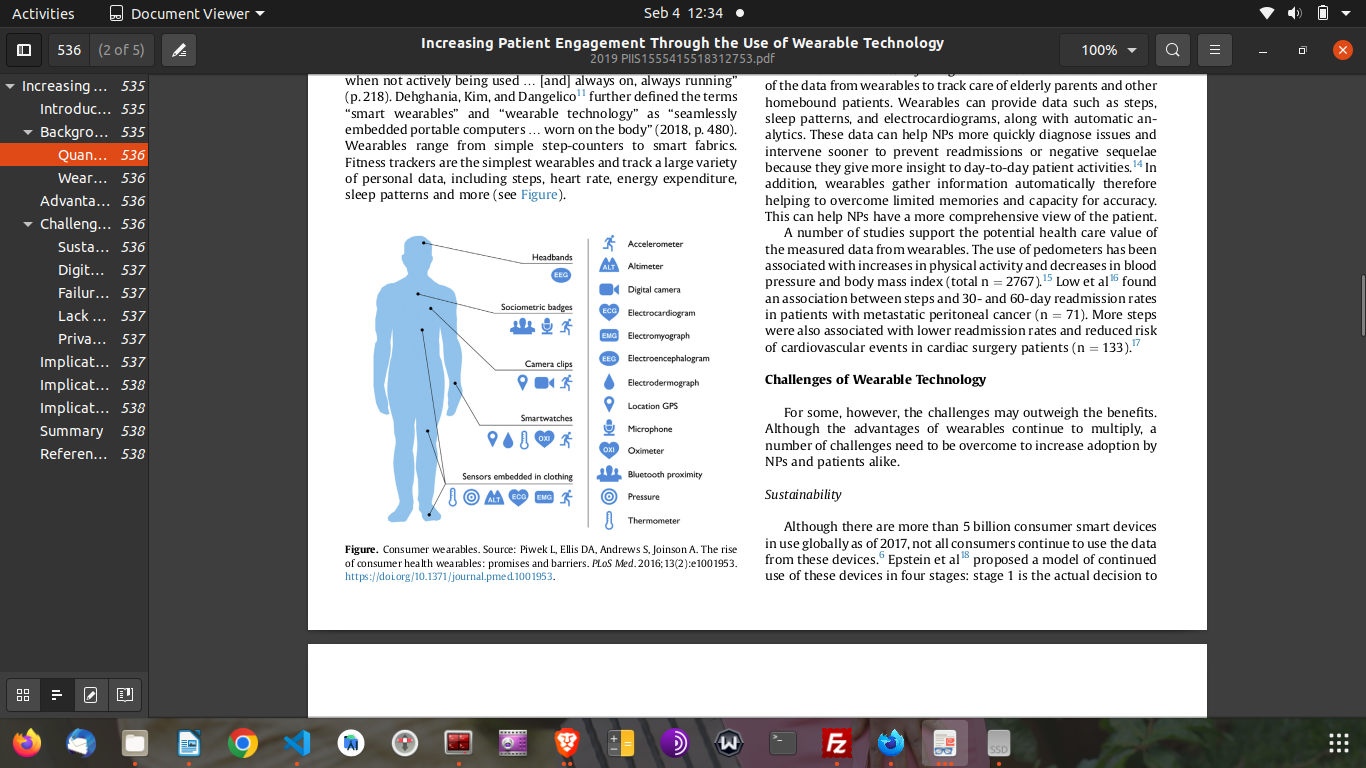 Activities
Document Viewer
Seb 4 12:34
536
(2 of 5)
Increasing Patient Engagement Through the Use of Wearable Technology
2019 PIIS1555415518312753.pdf
100%
Increasing ... 535
Introduc... 535
Backgro... 535
Quan... 536
Wear... 536
Advanta... 536
Challeng... 536
Susta... 536
Digit... 537
Failur... 537
Lack ... 537
Priva... 537
Implicat... 537
Implicat... 538
Implicat... 538
Summary 538
Referen... 538
when not actively being used … [and] always on, always running”
(p. 218). Dehghania, Kim, and Dangelico11 further defined the terms
“smart wearables” and “wearable technology” as “seamlessly
embedded portable computers … worn on the body” (2018, p. 480).
Wearables range from simple step-counters to smart fabrics.
Fitness trackers are the simplest wearables and track a large variety
of personal data, including steps, heart rate, energy expenditure,
sleep patterns and more (see Figure).
Headbands
EEG
Sociometric badges
Camera clips
Smartwatches
OXI
Sensors embedded in clothing
ALT
ECG
EMG
Accelerometer
ALT Altimeter
Digital camera
ECG Electrocardiogram
EMG Electromyograph
EEG Electroencephalogram
Electrodermograph
Location GPS
Microphone
OXI Oximeter
Bluetooth proximity
Pressure
Thermometer
Figure. Consumer wearables. Source: Piwek L, Ellis DA, Andrews S, Joinson A. The rise
of consumer health wearables: promises and barriers. PLoS Med. 2016;13(2):e1001953.
https://doi.org/10.1371/journal.pmed.1001953.
of the data from wearables to track care of elderly parents and other
homebound patients. Wearables can provide data such as steps,
sleep patterns, and electrocardiograms, along with automatic an-
alytics. These data can help NPs more quickly diagnose issues and
intervene sooner to prevent readmissions or negative sequelae
because they give more insight to day-to-day patient activities.14 In
addition, wearables gather information automatically therefore
helping to overcome limited memories and capacity for accuracy.
This can help NPs have a more comprehensive view of the patient.
A number of studies support the potential health care value of
the measured data from wearables. The use of pedometers has been
associated with increases in physical activity and decreases in blood
pressure and body mass index (total n = 2767).15 Low et al16 found
an association between steps and 30- and 60-day readmission rates
in patients with metastatic peritoneal cancer (n = 71). More steps
were also associated with lower readmission rates and reduced risk
of cardiovascular events in cardiac surgery patients (n = 133).17
Challenges of Wearable Technology
For some, however, the challenges may outweigh the benefits.
Although the advantages of wearables continue to multiply, a
number of challenges need to be overcome to increase adoption by
NPs and patients alike.
Sustainability
Although there are more than 5 billion consumer smart devices
in use globally as of 2017, not all consumers continue to use the data
from these devices.6 Epstein et al18 proposed a model of continued
use of these devices in four stages: stage 1 is the actual decision to
SSD